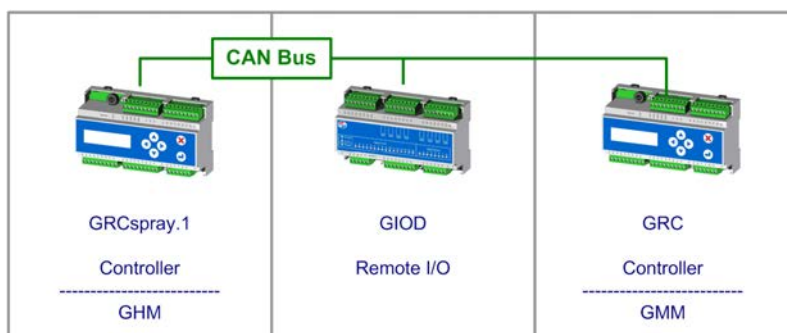 CAN Bus
GRCspray.1
Controller
GHM
GIOD
Remote I/O
GRC
Controller
GMM